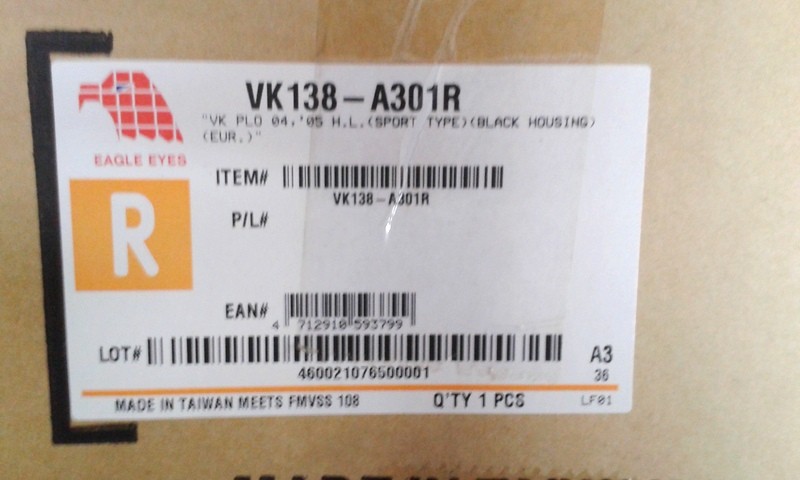 VK138-A301R
"VK PLO 04,'05 H.L.(SPORT TYPE)(BLACK HOUSING)
(EUR.)"
EAGLE EYES
R
ITEM#
VK138-A301R
P/L#
EAN#
4 712910 593799
LOT#
460021076500001
A3
36
MADE IN TAIWAN MEETS FMVSS 108 Q'TY 1 PCS LF01